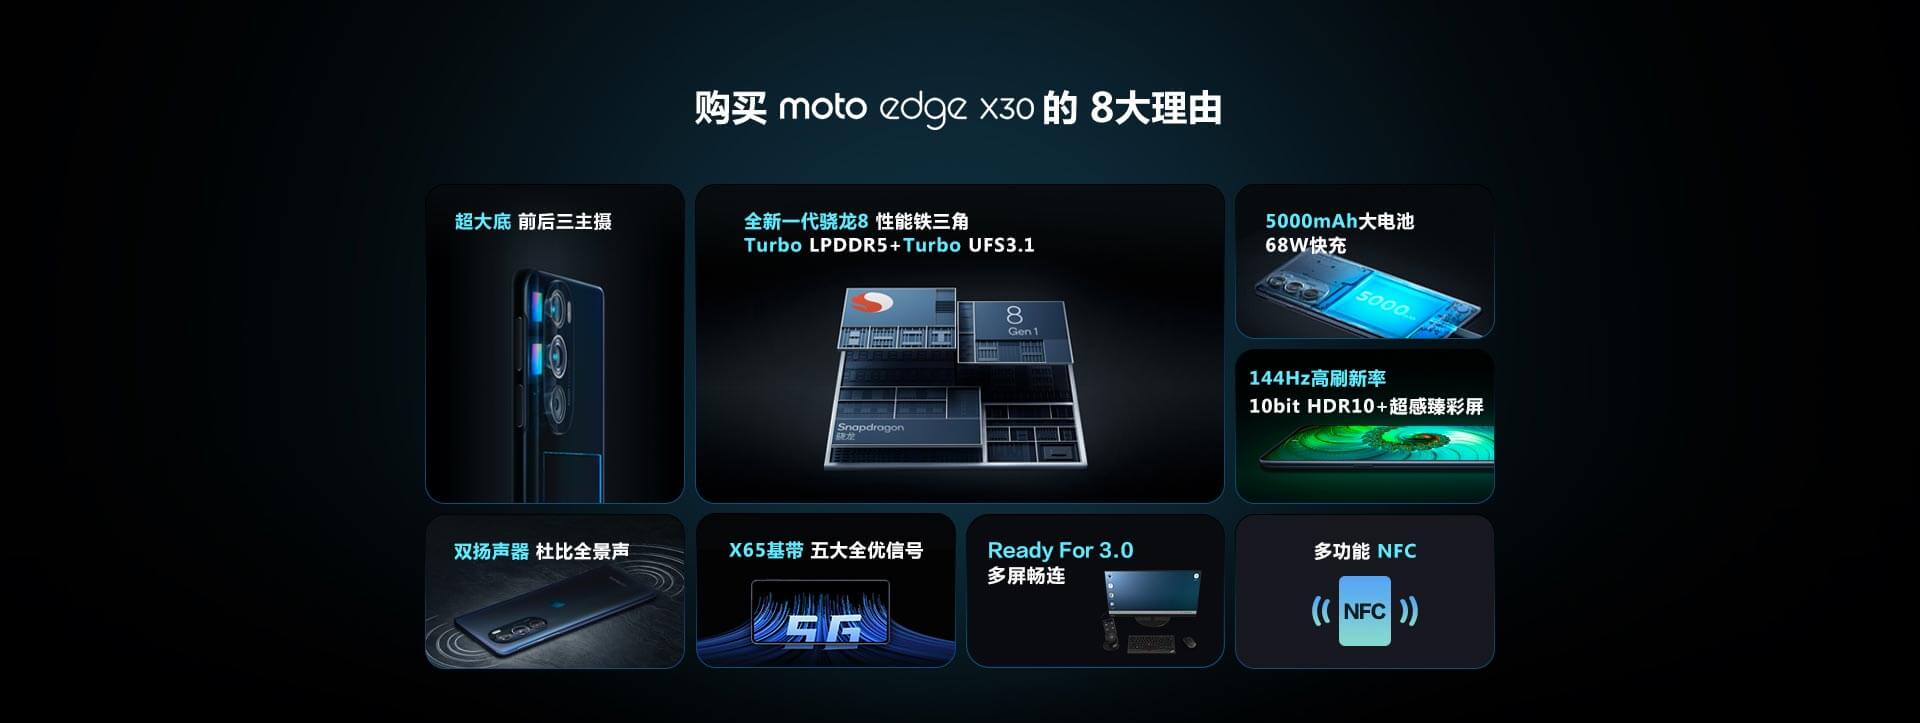 购买 moto edge x30 的 8大理由
超大底 前后三主摄
全新一代骁龙8 性能铁三角
Turbo LPDDR5+Turbo UFS3.1
8
Gen 1
Snapdragon
骁龙
5000mAh大电池
68W快充
5000mAh
144Hz高刷新率
10bit HDR10+超感臻彩屏
双扬声器 杜比全景声
X65基带 五大全优信号
5G
Ready For 3.0
多屏畅连
多功能 NFC
NFC